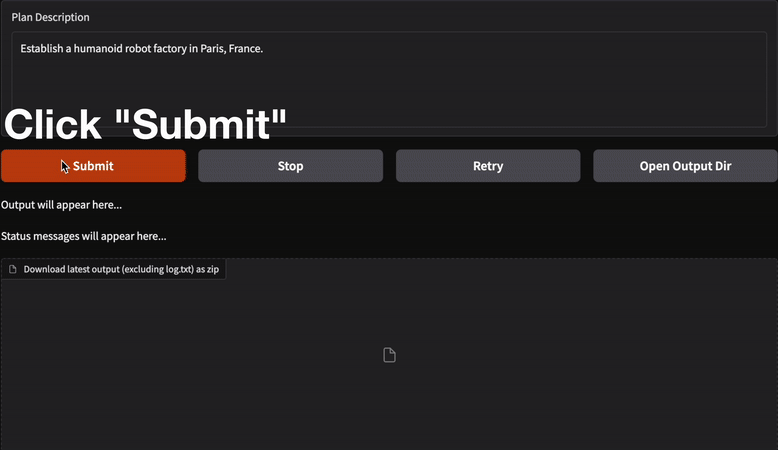 Plan Description
Establish a humanoid robot factory in Paris, France.
Click "Submit"
Submit
Stop
Retry
Open Output Dir
Output will appear here...
Status messages will appear here...
Download latest output (excluding log.txt) as zip